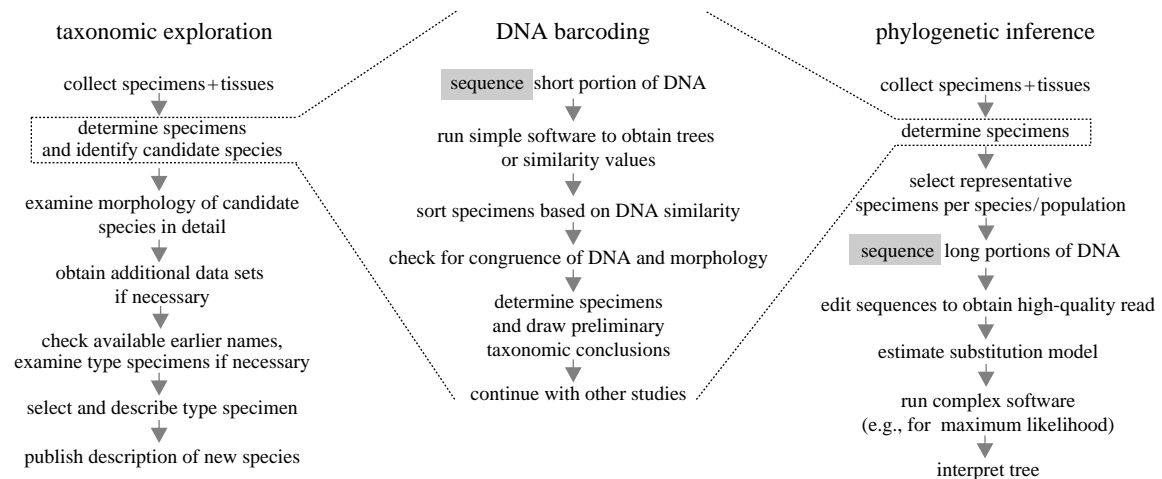 taxonomic exploration
collect specimens+tissues
determine specimens
and identify candidate species
examine morphology of candidate
species in detail
obtain additional data sets
if necessary
check available earlier names,
examine type specimens if necessary
select and describe type specimen
publish description of new species
DNA barcoding
sequence short portion of DNA
run simple software to obtain trees
or similarity values
sort specimens based on DNA similarity
check for congruence of DNA and morphology
determine specimens
and draw preliminary
taxonomic conclusions
continue with other studies
phylogenetic inference
collect specimens+tissues
determine specimens
select representative
specimens per species/population
sequence long portions of DNA
edit sequences to obtain high-quality read
estimate substitution model
run complex software
(e.g., for maximum likelihood)
interpret tree